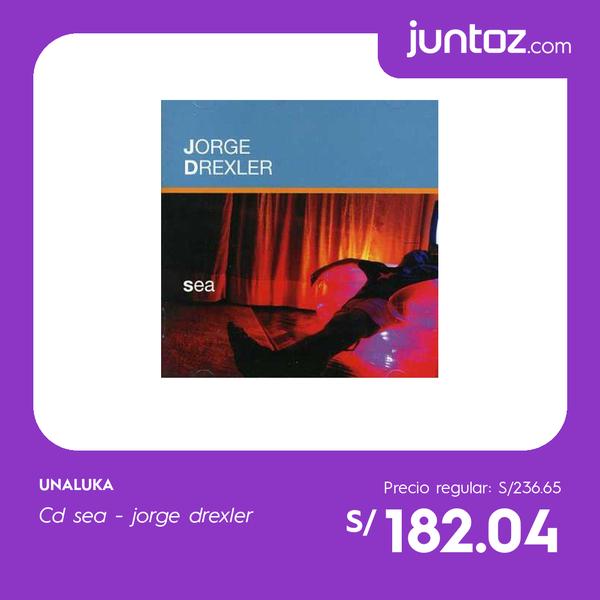 juntoz.com
JORGE
DREXLER
sea
UNALUKA
Cd sea - jorge drexler
Precio regular: S/236.65
S/182.04